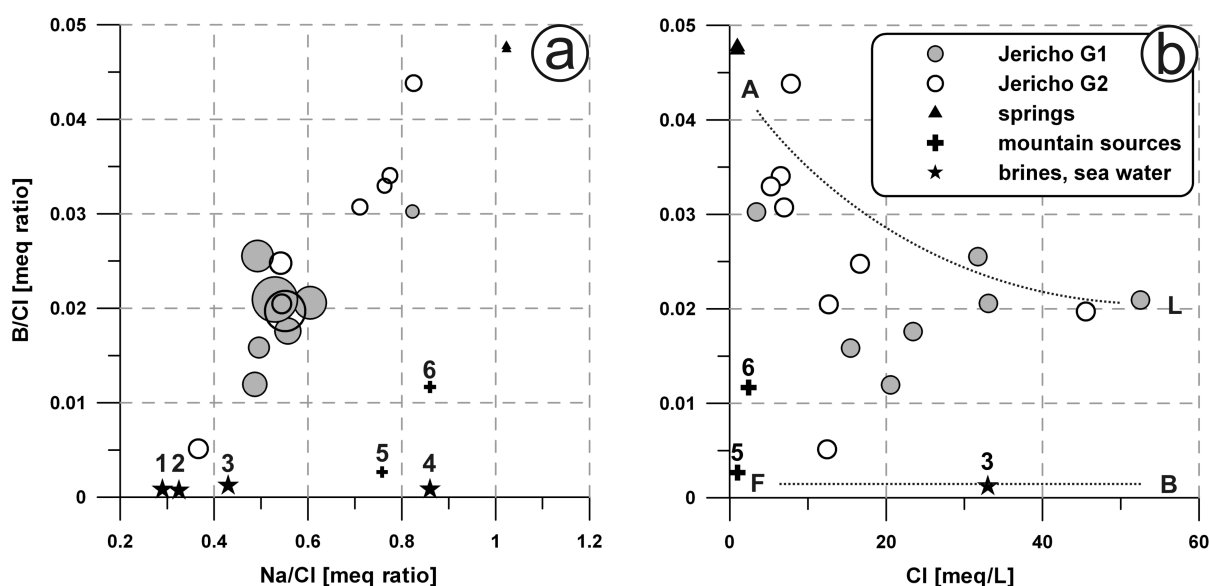 0.05
0.04
0.03
0.02
0.01
0
B/Cl [meq ratio]
0.2
0.4
0.6
0.8
1
1.2
Na/Cl [meq ratio]
a
1
2
3
4
5
6
0.05
0.04
0.03
0.02
0.01
0
0
20
40
60
Cl [meq/L]
b
Jericho G1
Jericho G2
springs
mountain sources
brines, sea water
A
L
6
5
F
3
B